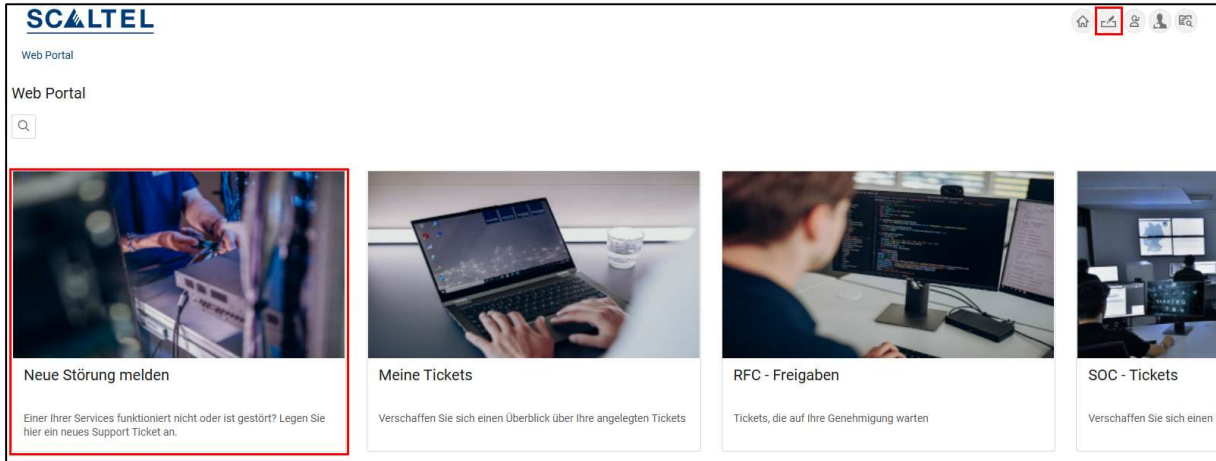 SCALTEL
Web Portal
Web Portal
Neue Störung melden
Einer Ihrer Services funktioniert nicht oder ist gestört? Legen Sie
hier ein neues Support Ticket an.
Meine Tickets
Verschaffen Sie sich einen Überblick über Ihre angelegten Tickets
RFC - Freigaben
Tickets, die auf Ihre Genehmigung warten
SOC - Tickets
Verschaffen Sie sich einen